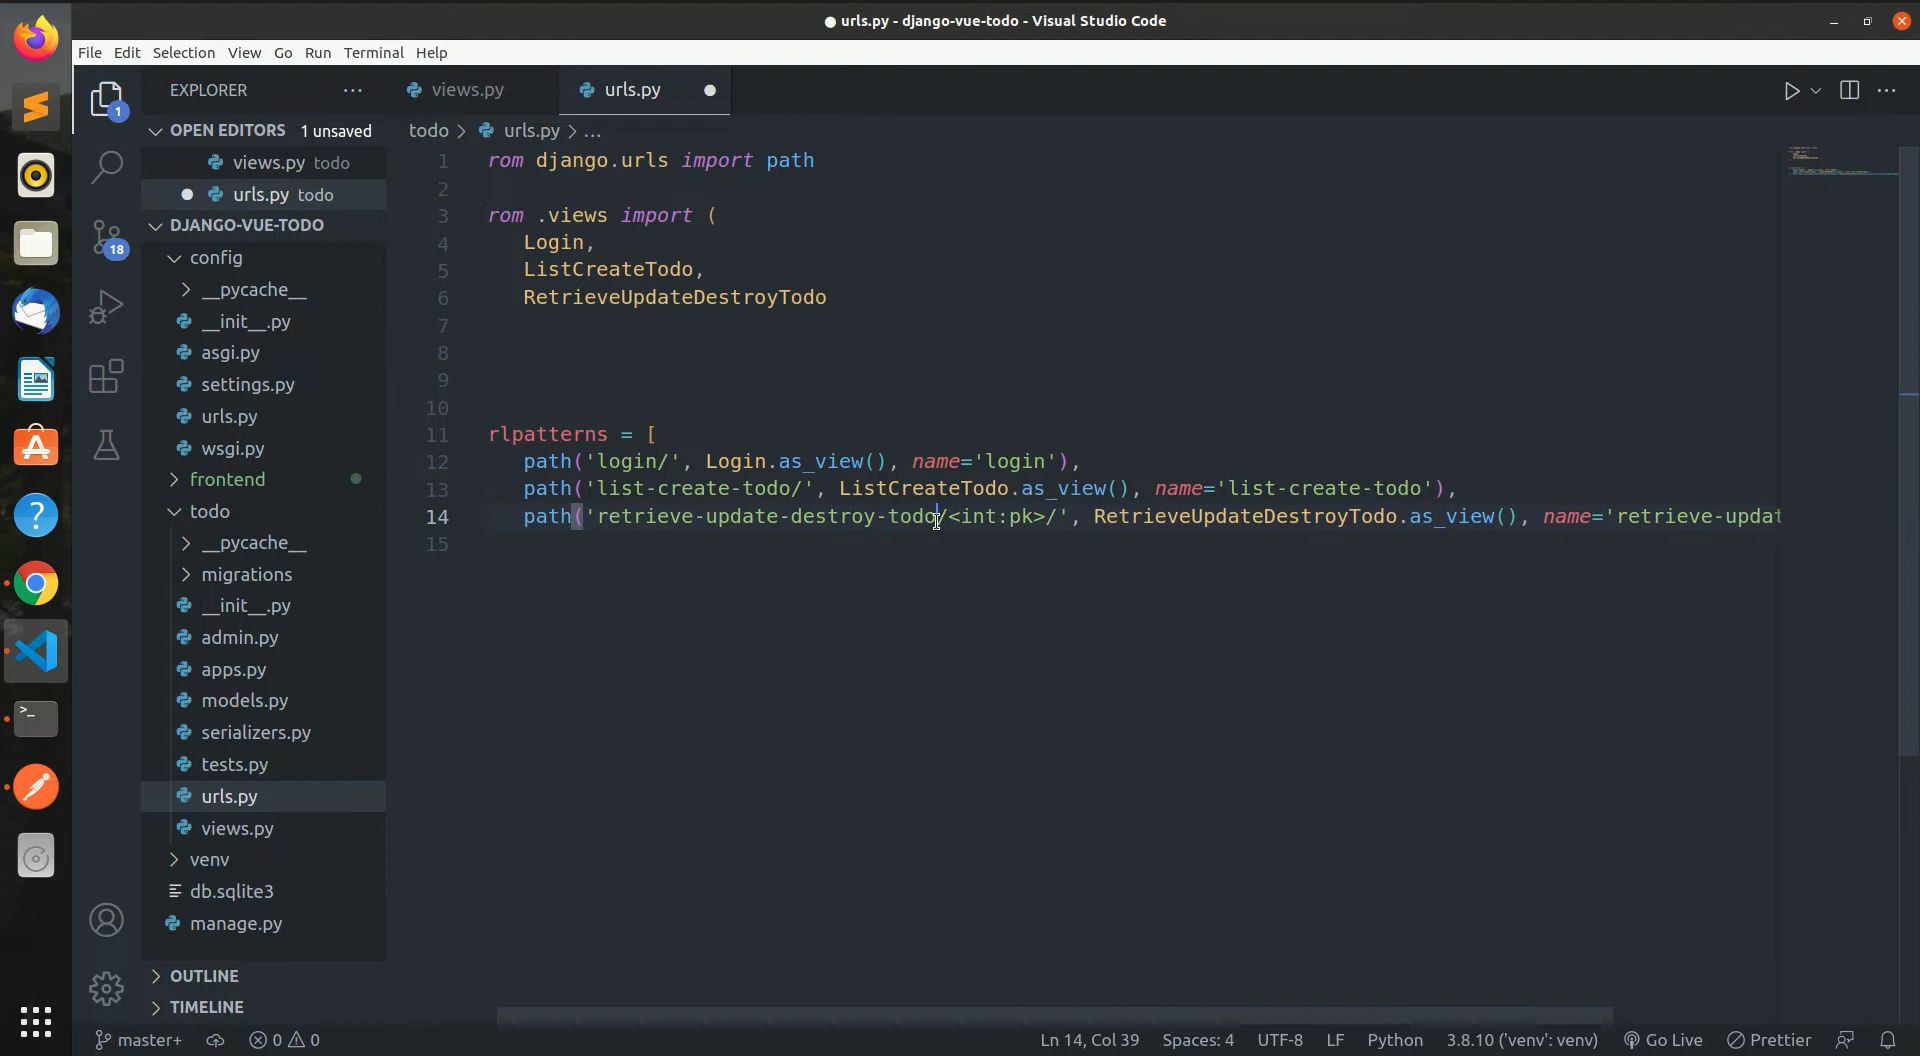 urls.py - django-vue-todo - Visual Studio Code
File Edit Selection View Go Run Terminal Help
EXPLORER
views.py
urls.py
OPEN EDITORS 1 unsaved
views.py todo
urls.py todo
DJANGO-VUE-TODO
config
__pycache__
__init__.py
asgi.py
settings.py
urls.py
wsgi.py
frontend
todo
__pycache__
migrations
__init__.py
admin.py
apps.py
models.py
serializers.py
tests.py
urls.py
views.py
venv
db.sqlite3
manage.py
OUTLINE
TIMELINE
1
18
todo > urls.py > ...
1 rom django.urls import path
2
3 rom .views import (
4 Login,
5 ListCreateTodo,
6 RetrieveUpdateDestroyTodo
7
8
9
10
11 rlpatterns = [
12 path('login/', Login.as_view(), name='login'),
13 path('list-create-todo/', ListCreateTodo.as_view(), name='list-create-todo'),
14 path('retrieve-update-destroy-todo/<int:pk>/', RetrieveUpdateDestroyTodo.as_view(), name='retrieve-updat
15
master+ 0 0 Ln 14, Col 39 Spaces: 4 UTF-8 LF Python 3.8.10 ('venv': venv) Go Live Prettier